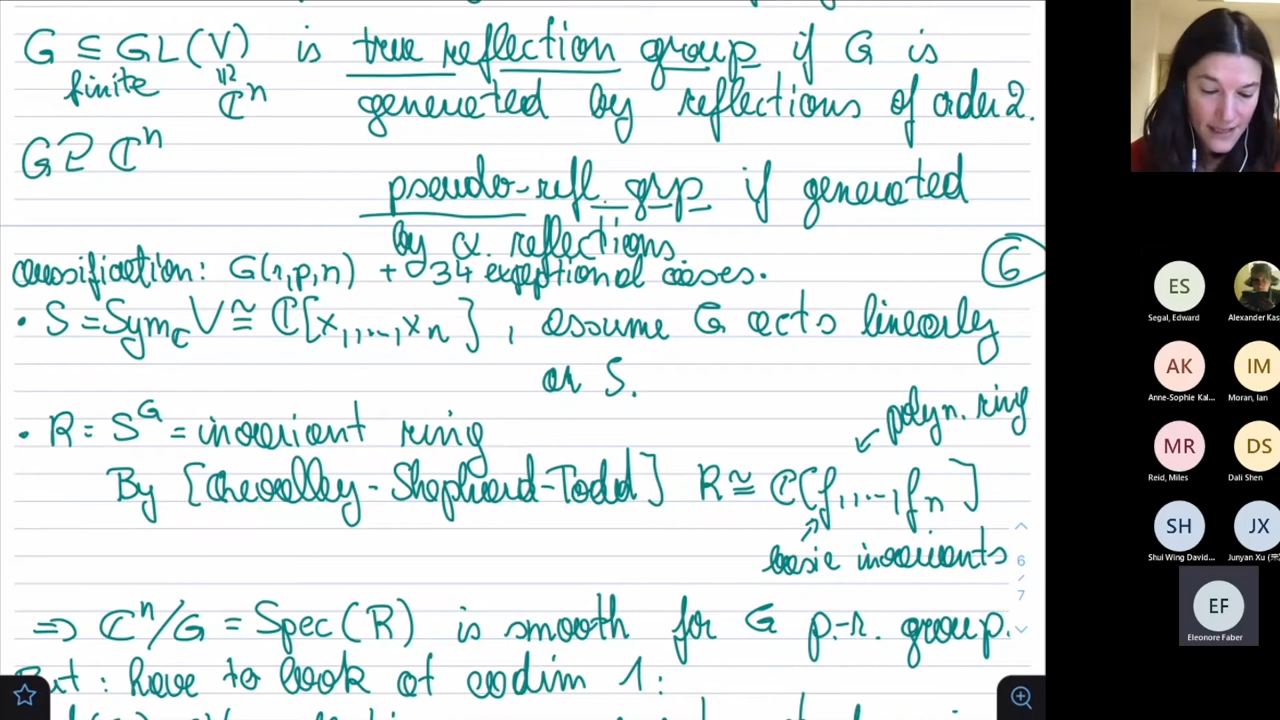 G ⊆ GL(V) is true reflection group if G is
finite ≅ ℂⁿ generated by reflections of order 2.
G ↻ ℂⁿ
pseudo-refl. grp if generated
by ℂ. reflections
classification: G(r,p,n) + 34 exceptional cases.
6
• S = Sym_ℂ V ≅ ℂ[x₁,...,xₙ], assume G acts linearly
on S.
polyn. ring
• R = S^G = invariant ring
By [Chevalley-Shephard-Todd] R ≅ ℂ[f₁,...,fₙ]
basic invariants
⇒ ℂⁿ/G = Spec(R) is smooth for G p.-r. group.
But: have to look at codim 1:
6
/
7
ES
Segal, Edward
Alexander Kas
AK
Anne-Sophie Kal...
IM
Moran, Ian
MR
Reid, Miles
DS
Dali Shen
SH
Shui Wing David...
JX
EF
Eleonore Faber